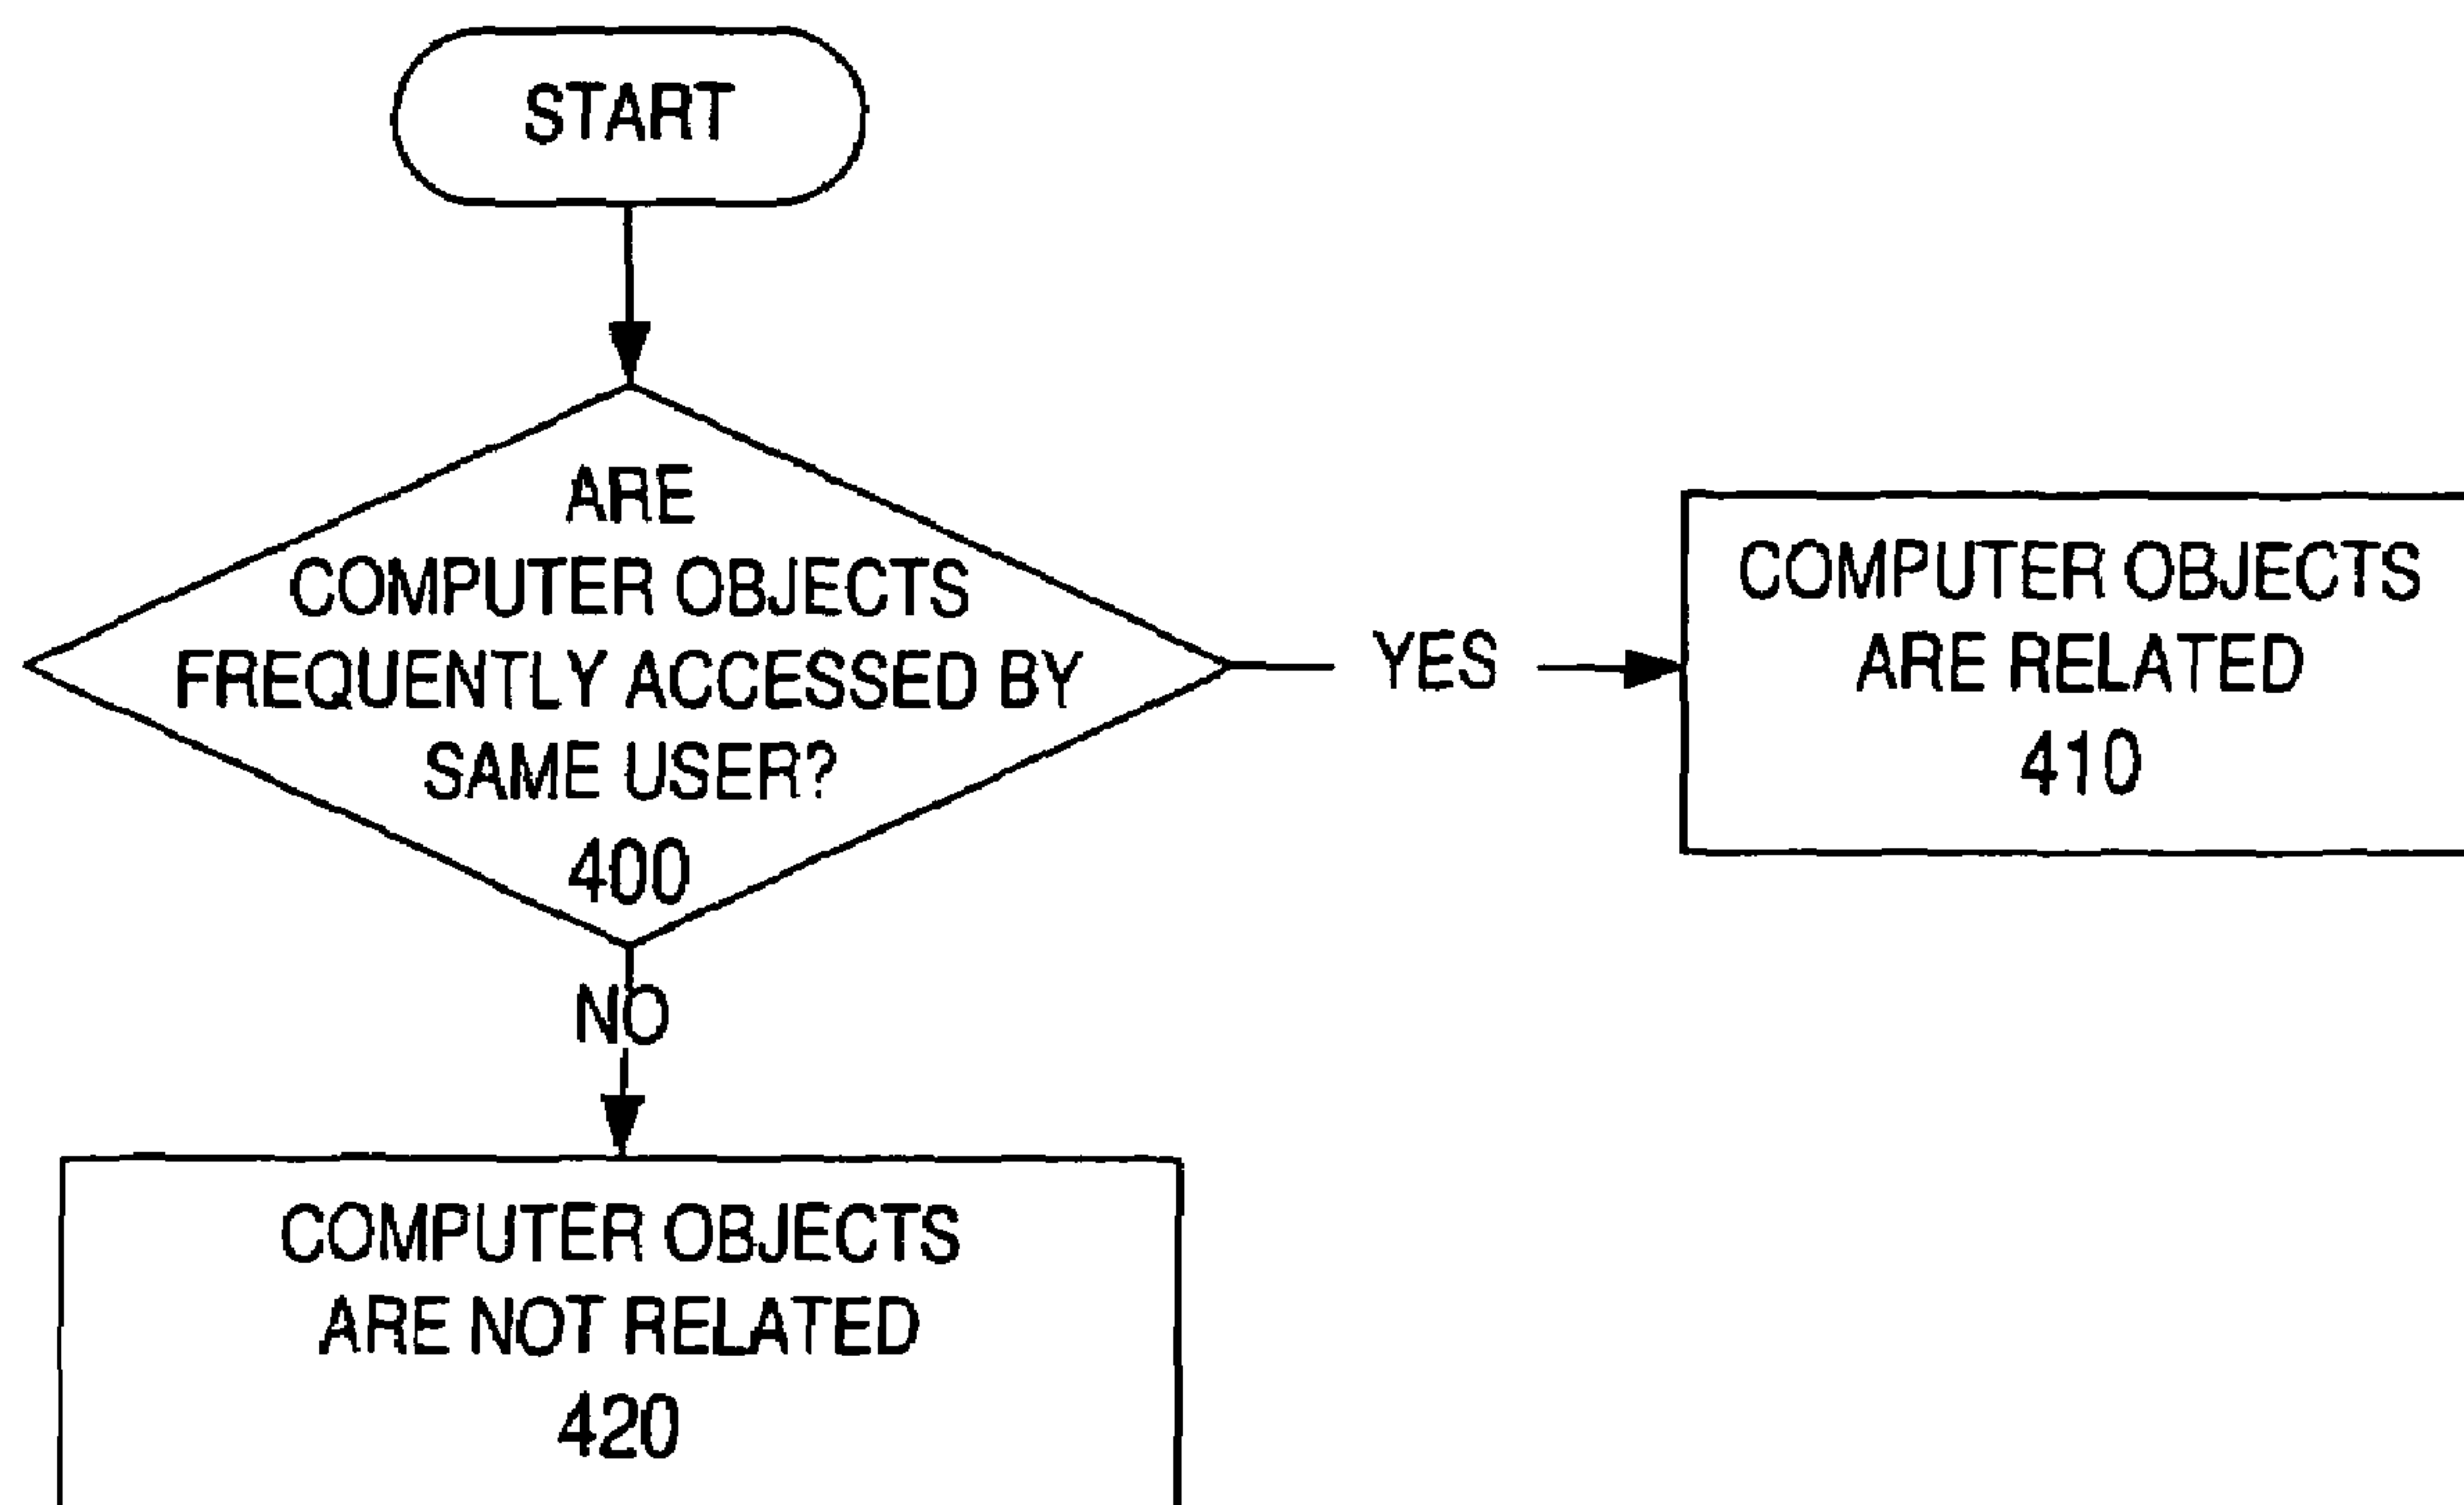 START
ARE
COMPUTER OBJECTS
FREQUENTLY ACCESSED BY
SAME USER?
400
YES
COMPUTER OBJECTS
ARE RELATED
410
NO
COMPUTER OBJECTS
ARE NOT RELATED
420